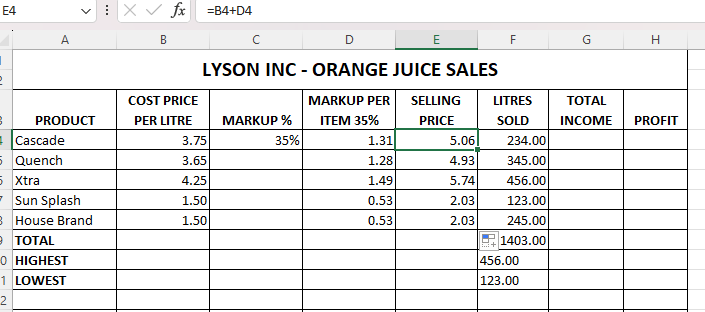 E4 fx =B4+D4
A B C D E F G H
LYSON INC - ORANGE JUICE SALES
COST PRICE MARKUP PER SELLING LITRES TOTAL
PRODUCT PER LITRE MARKUP % ITEM 35% PRICE SOLD INCOME PROFIT
Cascade 3.75 35% 1.31 5.06 234.00
Quench 3.65 1.28 4.93 345.00
Xtra 4.25 1.49 5.74 456.00
Sun Splash 1.50 0.53 2.03 123.00
House Brand 1.50 0.53 2.03 245.00
TOTAL 1403.00
HIGHEST 456.00
LOWEST 123.00